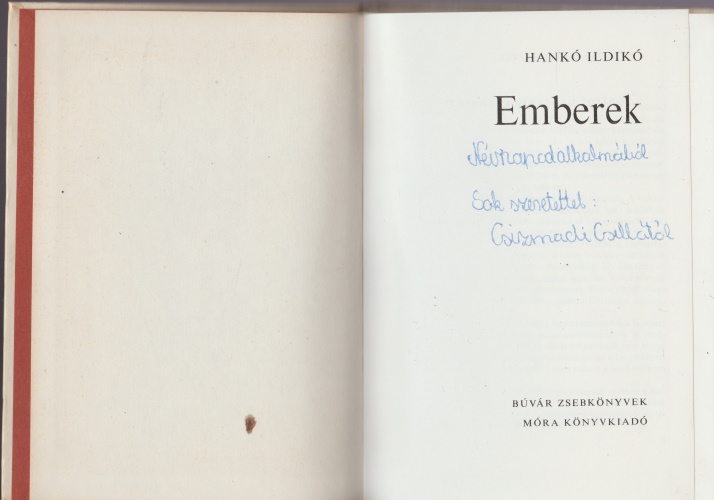 HANKÓ ILDIKÓ
Emberek
Névnapod alkalmából
Sok szeretettel:
Csizmadi Csillától
BÚVÁR ZSEBKÖNYVEK
MÓRA KÖNYVKIADÓ